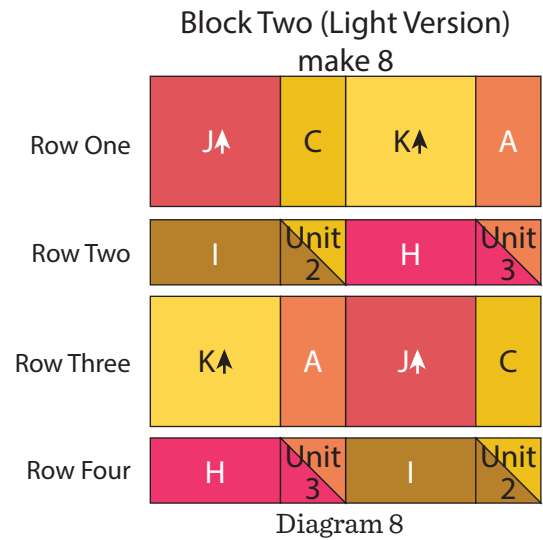 Block Two (Light Version)
make 8
Row One J C K A
Row Two I Unit 2 H Unit 3
Row Three K A J C
Row Four H Unit 3 I Unit 2
Diagram 8